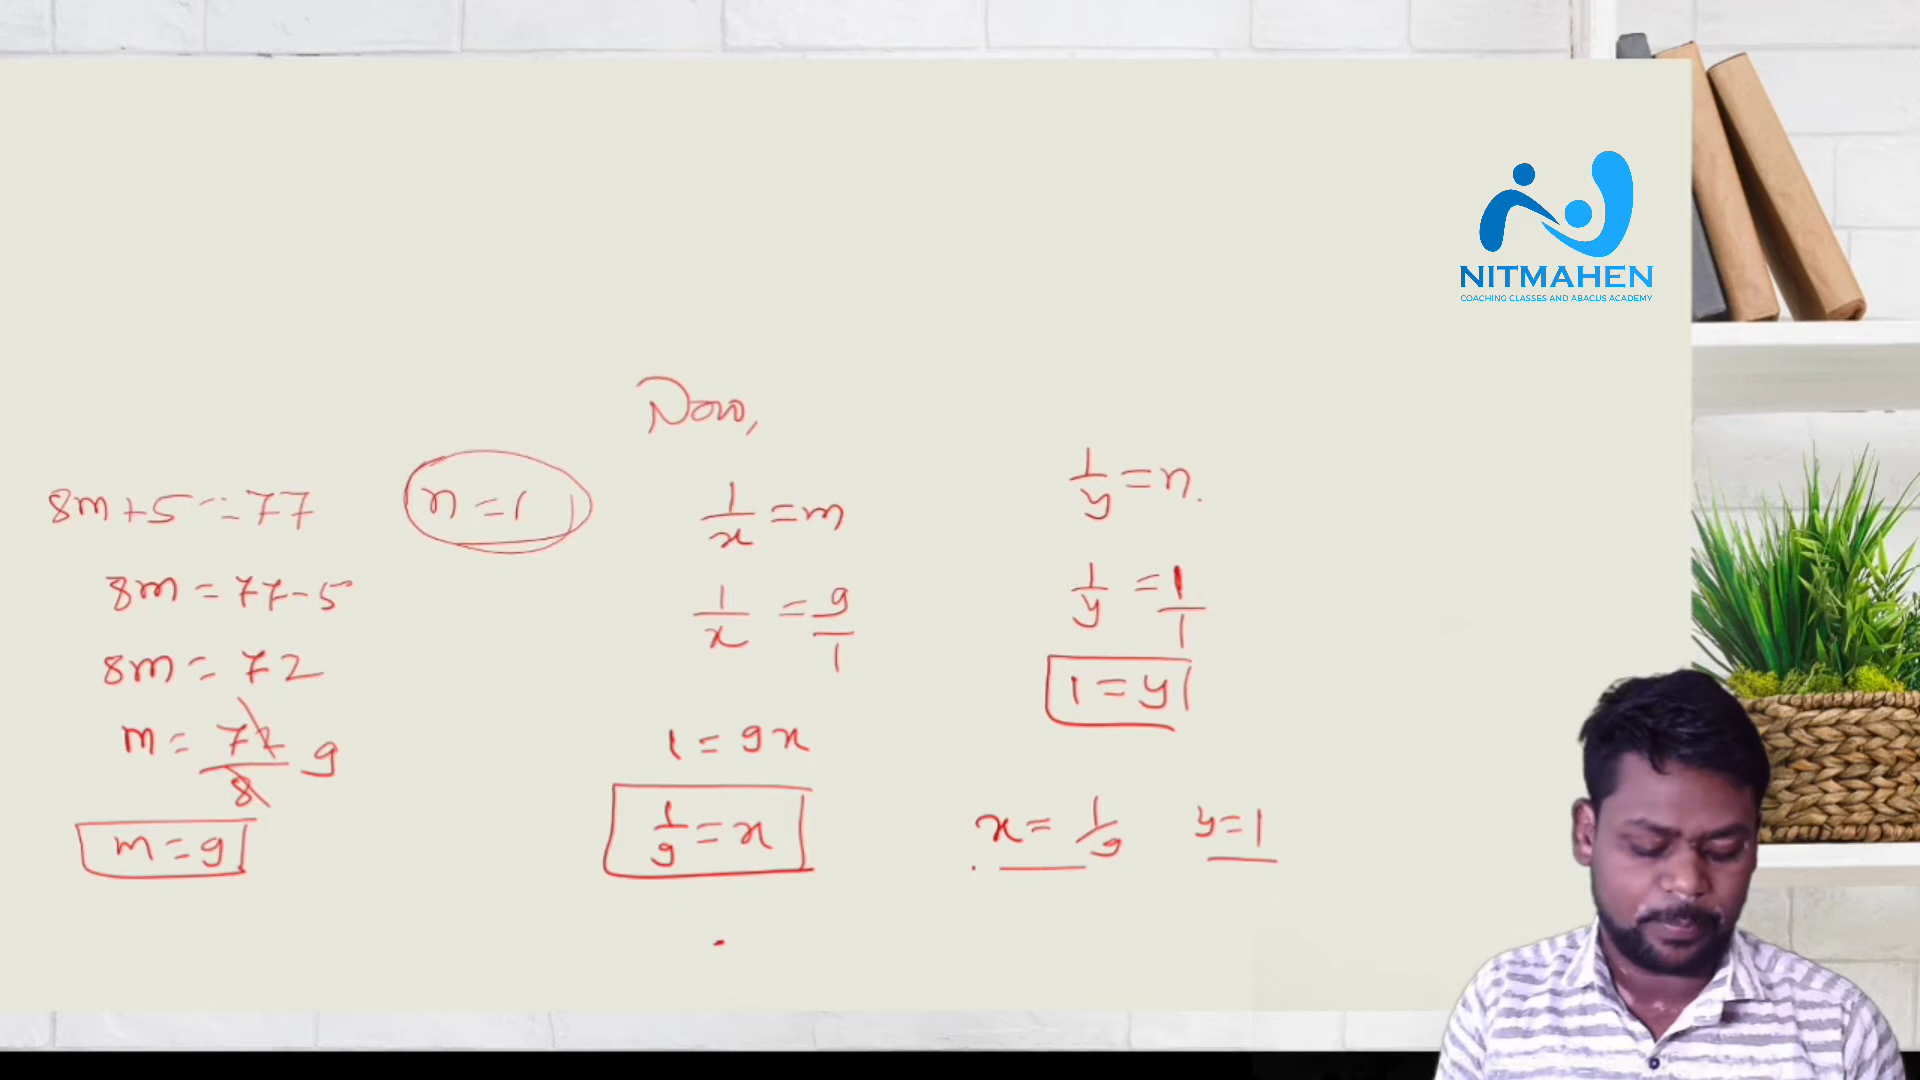 NITMAHEN
COACHING CLASSES AND ABACUS ACADEMY
8m+5=77
8m=77-5
8m=72
m=72/8 9
m=9
n=1
Now,
1/x=m
1/x=9/1
1=9x
1/9=x
1/y=n.
1/y=1/1
1=y
x=1/9 y=1